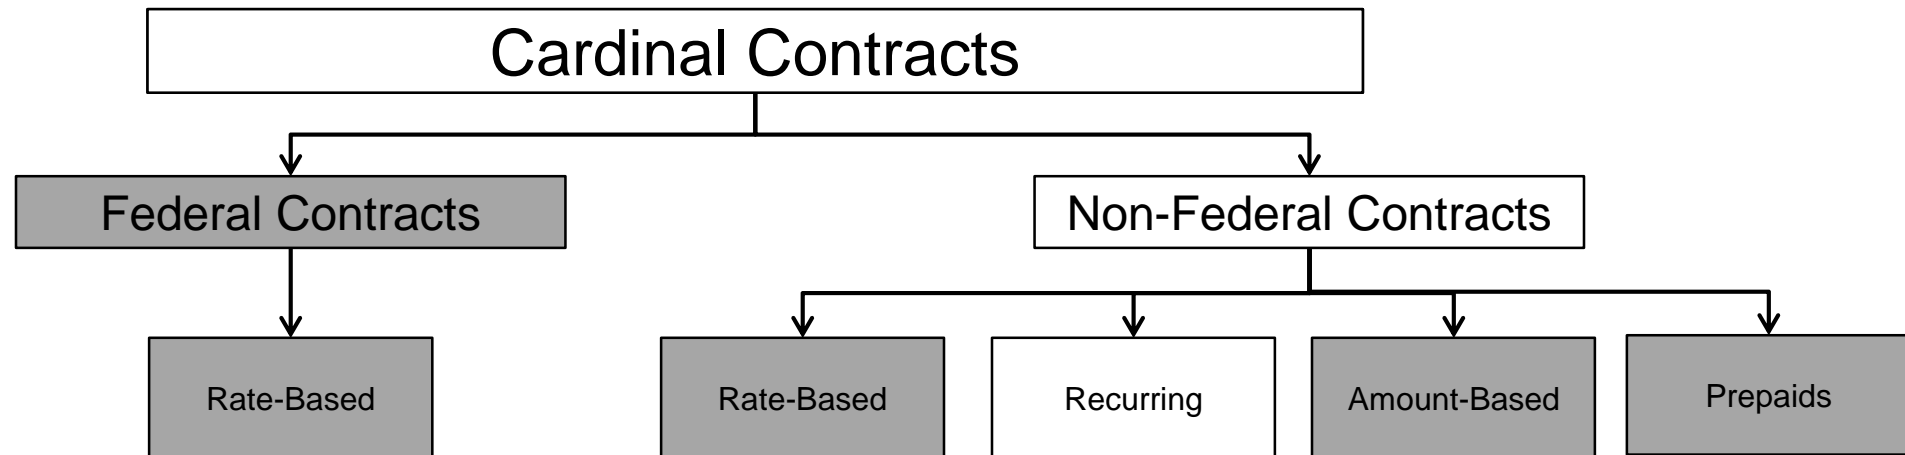 Cardinal Contracts
Federal Contracts
Non-Federal Contracts
Rate-Based
Rate-Based
Recurring
Amount-Based
Prepaids